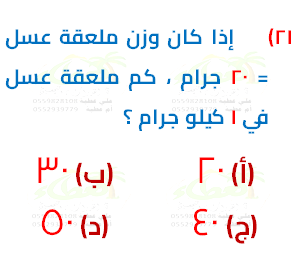 ٢١) إذا كان وزن ملعقة عسل
= ٢٠ جرام ، كم ملعقة عسل
في ١ كيلو جرام ؟
(أ) ٢٠ (ب) ٣٠
(ج) ٤٠ (د) ٥٠